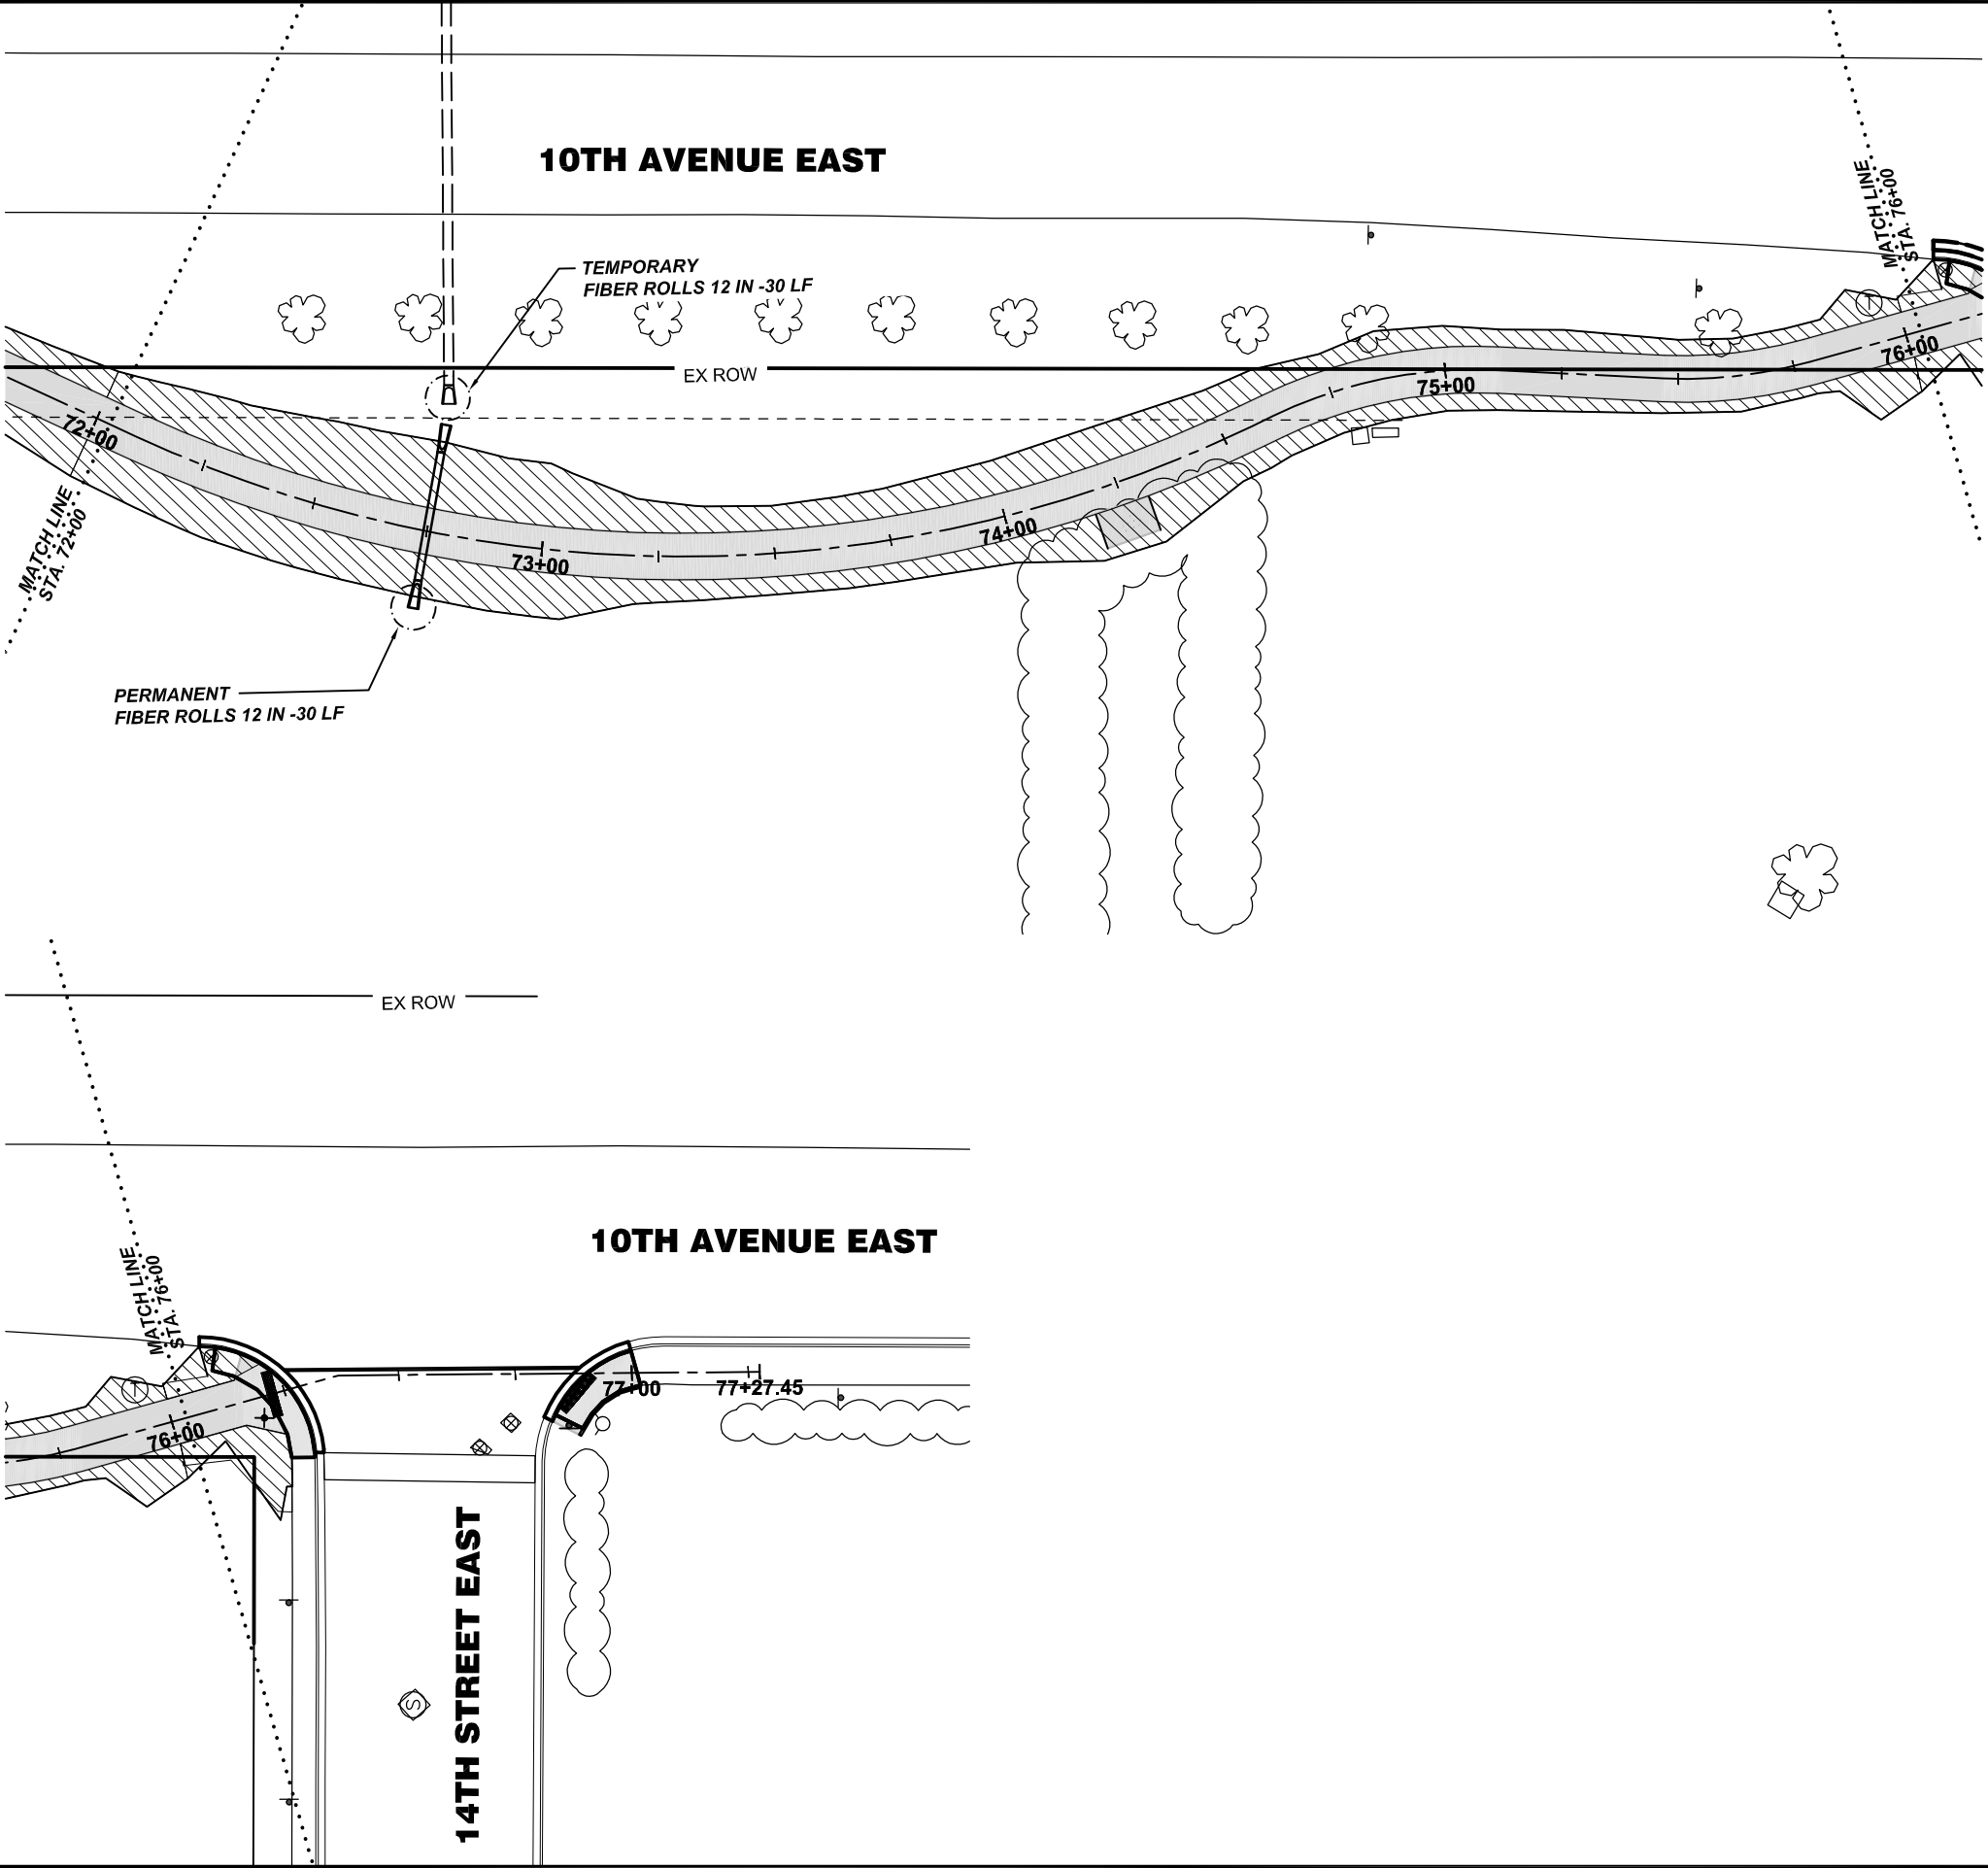 10TH AVENUE EAST
MATCH LINE
STA. 76+00
TEMPORARY
FIBER ROLLS 12 IN -30 LF
T
76+00
EX ROW
75+00
72+00
74+00
73+00
MATCH LINE
STA. 72+00
PERMANENT
FIBER ROLLS 12 IN -30 LF
EX ROW
10TH AVENUE EAST
MATCH LINE
STA. 76+00
T
77+00
77+27.45
76+00
14TH STREET EAST
S